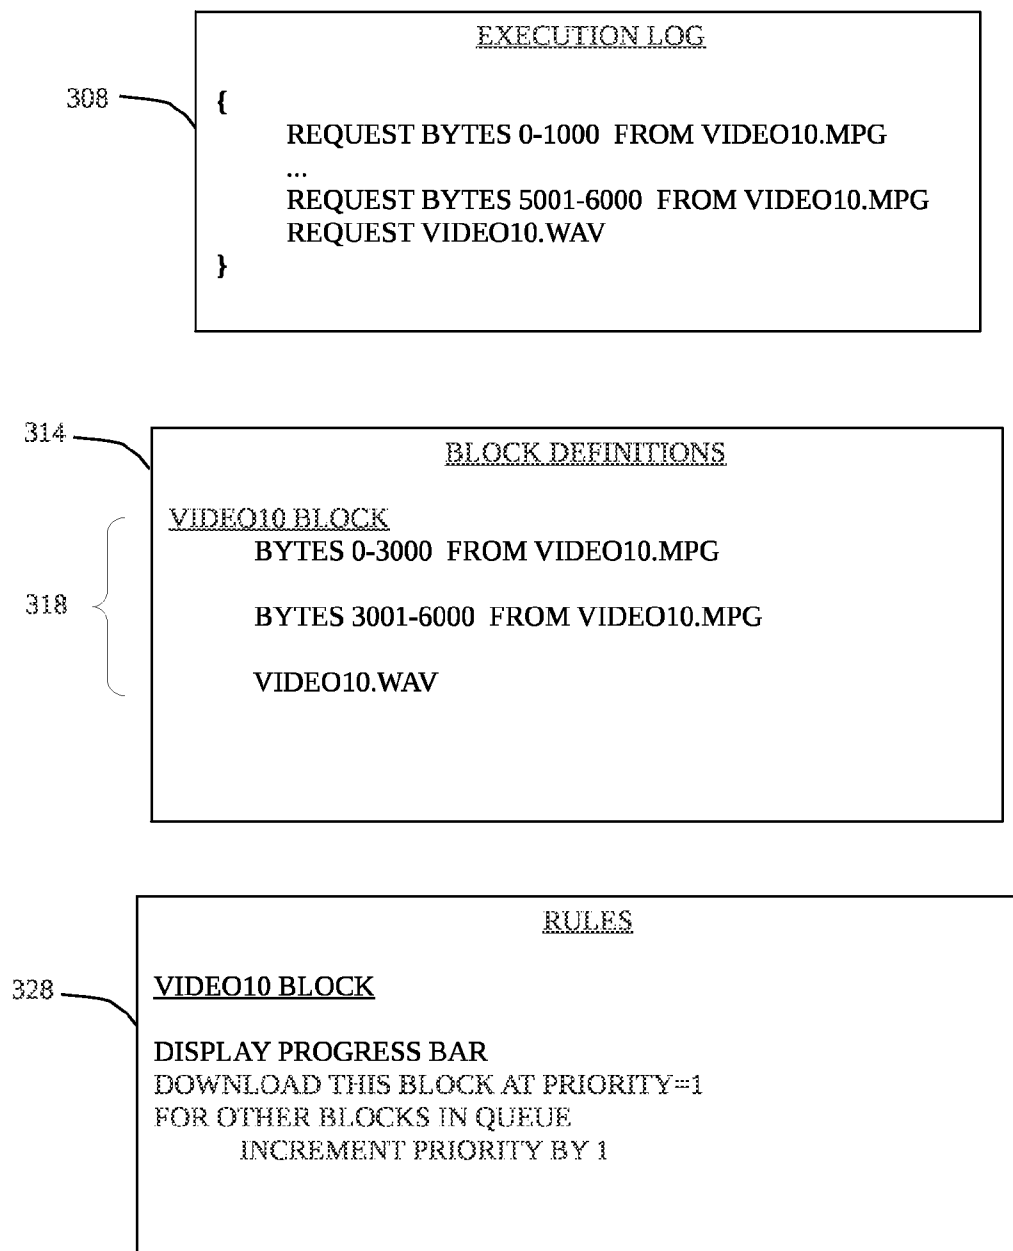 EXECUTION LOG
308
{
REQUEST BYTES 0-1000 FROM VIDEO10.MPG
...
REQUEST BYTES 5001-6000 FROM VIDEO10.MPG
REQUEST VIDEO10.WAV
}
314
BLOCK DEFINITIONS
VIDEO10 BLOCK
BYTES 0-3000 FROM VIDEO10.MPG
318
BYTES 3001-6000 FROM VIDEO10.MPG
VIDEO10.WAV
RULES
328
VIDEO10 BLOCK
DISPLAY PROGRESS BAR
DOWNLOAD THIS BLOCK AT PRIORITY=1
FOR OTHER BLOCKS IN QUEUE
INCREMENT PRIORITY BY 1